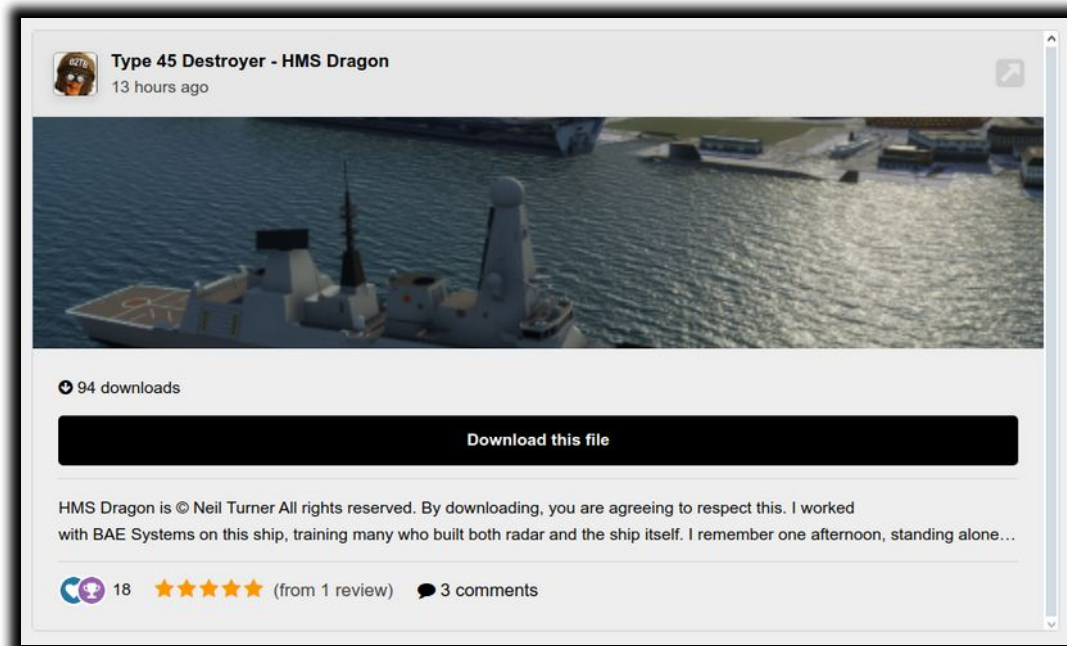 Type 45 Destroyer - HMS Dragon
13 hours ago
94 downloads
Download this file
HMS Dragon is © Neil Turner All rights reserved. By downloading, you are agreeing to respect this. I worked
with BAE Systems on this ship, training many who built both radar and the ship itself. I remember one afternoon, standing alone…
18 (from 1 review) 3 comments